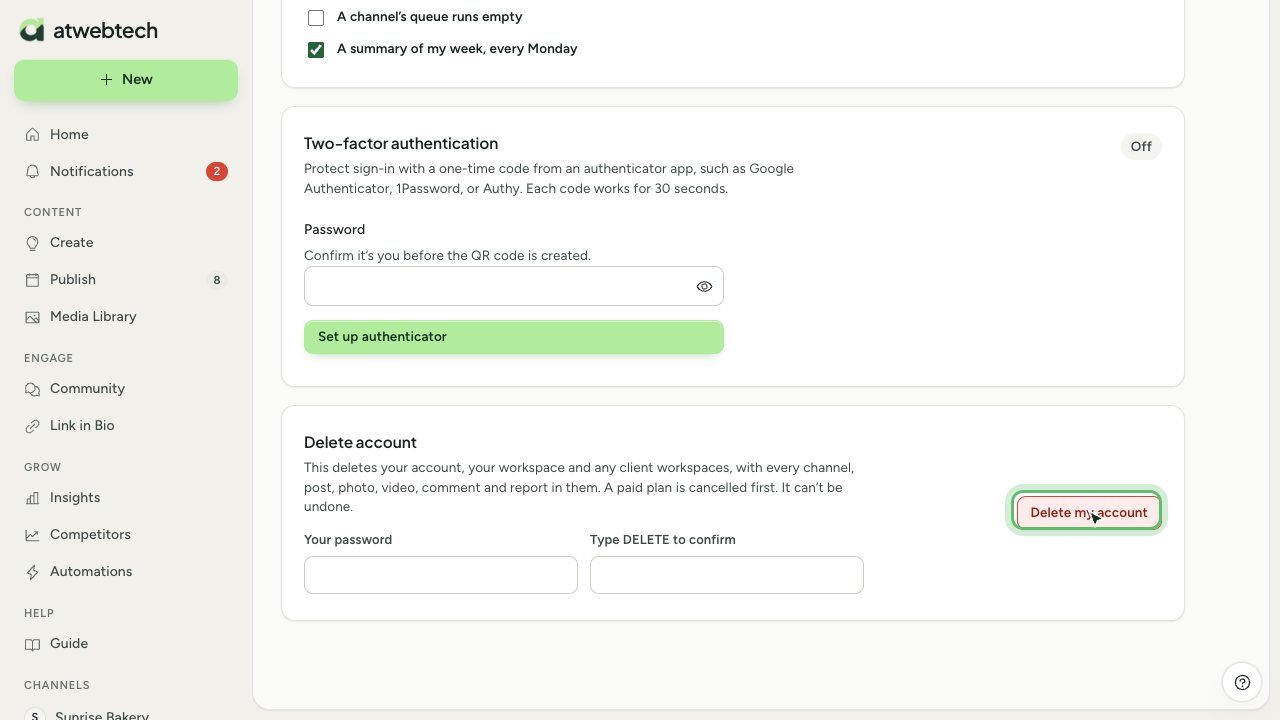 atwebtech
New
Home
Notifications 2
CONTENT
Create
Publish 8
Media Library
ENGAGE
Community
Link in Bio
GROW
Insights
Competitors
Automations
HELP
Guide
CHANNELS
S Sunrise Bakery
A channel's queue runs empty
A summary of my week, every Monday
Two-factor authentication
Off
Protect sign-in with a one-time code from an authenticator app, such as Google
Authenticator, 1Password, or Authy. Each code works for 30 seconds.
Password
Confirm it's you before the QR code is created.
Set up authenticator
Delete account
This deletes your account, your workspace and any client workspaces, with every channel,
post, photo, video, comment and report in them. A paid plan is cancelled first. It can't be
undone.
Delete my account
Your password
Type DELETE to confirm